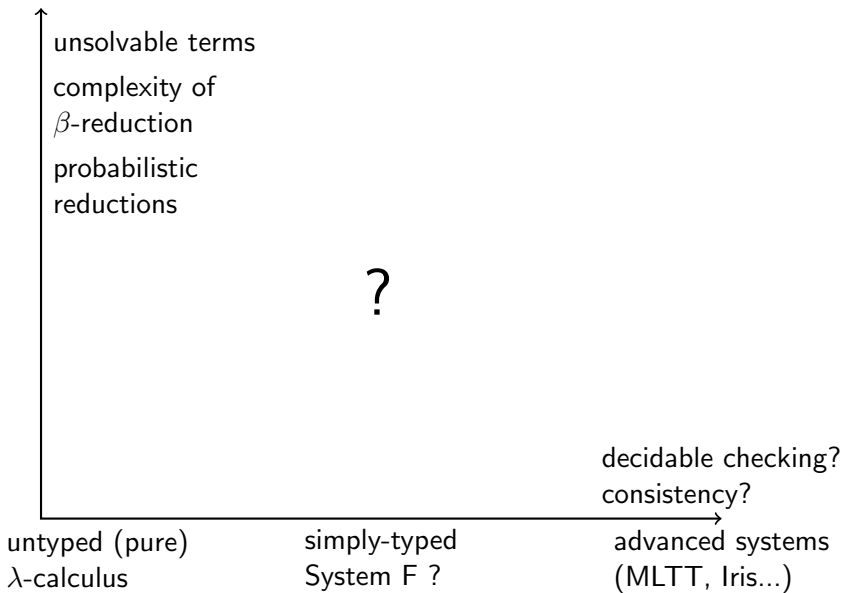 unsolvable terms
complexity of
β-reduction
probabilistic
reductions
?
decidable checking?
consistency?
untyped (pure)
λ-calculus
simply-typed
System F ?
advanced systems
(MLTT, Iris...)